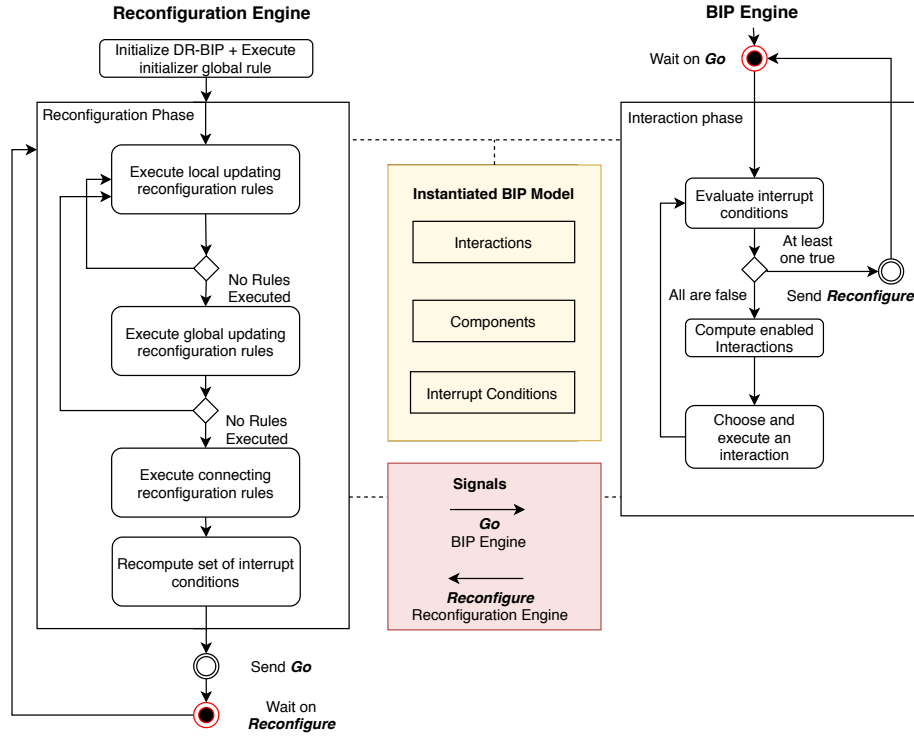 Reconfiguration Engine
Initialize DR-BIP + Execute
initializer global rule
Reconfiguration Phase
Execute local updating
reconfiguration rules
No Rules
Executed
Execute global updating
reconfiguration rules
No Rules
Executed
Execute connecting
reconfiguration rules
Recompute set of interrupt
conditions
Send Go
Wait on
Reconfigure
Instantiated BIP Model
Interactions
Components
Interrupt Conditions
Signals
Go
BIP Engine
Reconfigure
Reconfiguration Engine
BIP Engine
Wait on Go
Interaction phase
Evaluate interrupt
conditions
At least
one true
All are false
Send Reconfigure
Compute enabled
Interactions
Choose and
execute an
interaction